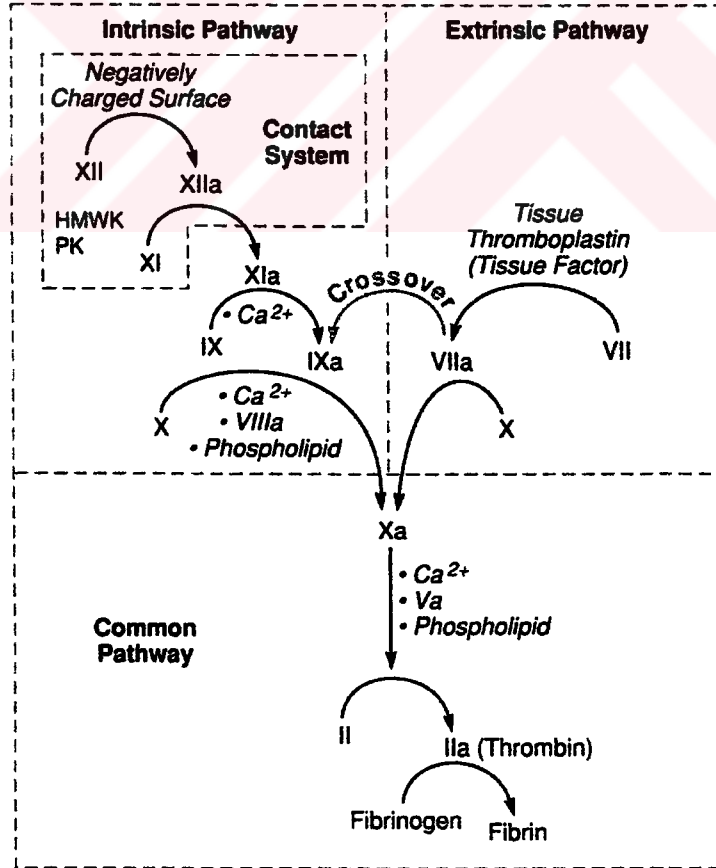 Intrinsic Pathway
Extrinsic Pathway
Negatively
Charged Surface
Contact
System
XII
XIIa
HMWK
PK
XI
XIa
Tissue
Thromboplastin
(Tissue Factor)
Crossover
• Ca2+
IX
IXa
VIIa
VII
X
• Ca2+
• VIIIa
• Phospholipid
X
Xa
• Ca2+
• Va
• Phospholipid
Common
Pathway
II
IIa (Thrombin)
Fibrinogen
Fibrin